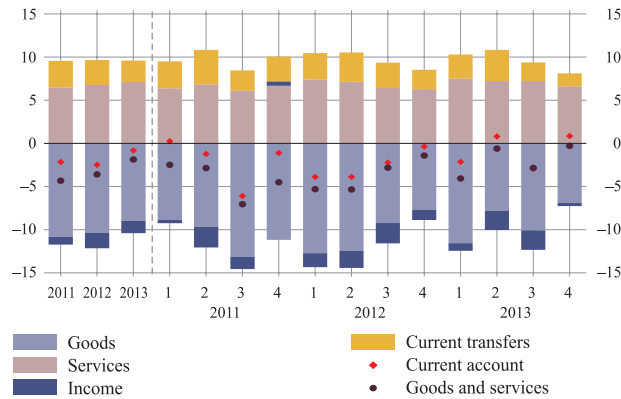 15 15
10 10
5 5
0 0
−5 −5
−10 −10
−15 −15
2011 2012 2013 1 2 3 4 1 2 3 4 1 2 3 4
2011 2012 2013
Goods Current transfers
Services Current account
Income Goods and services